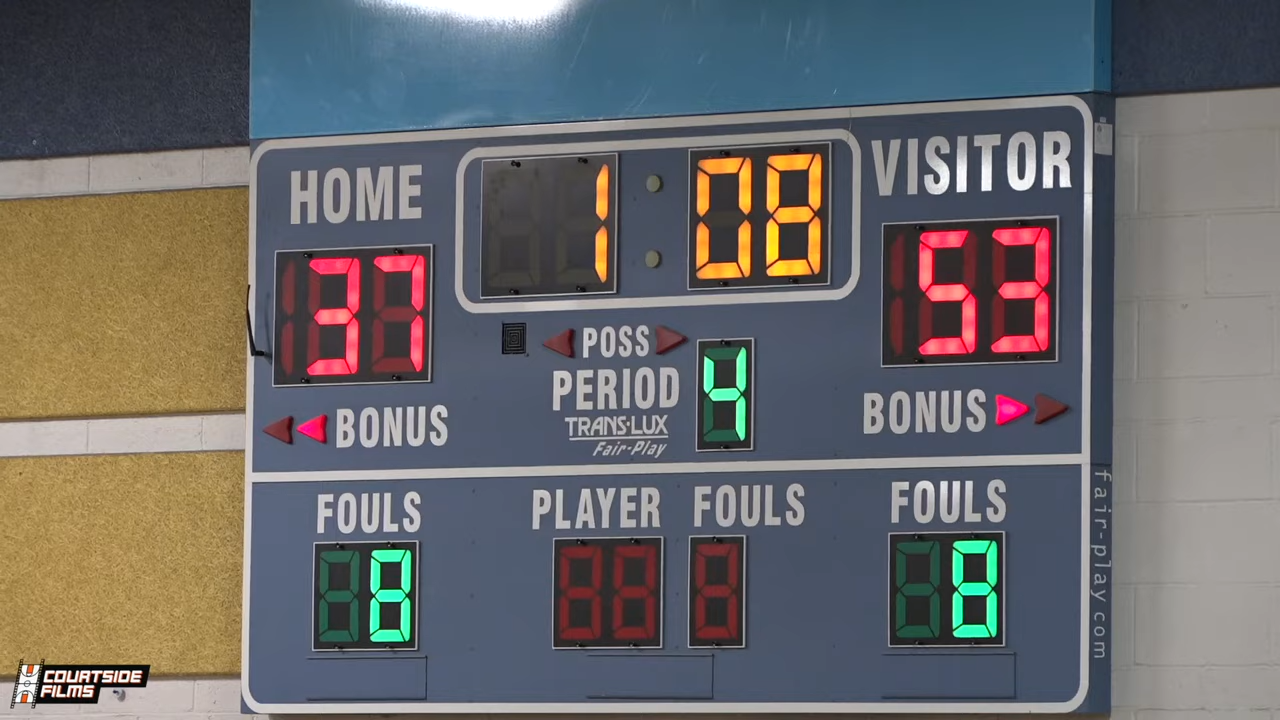 HOME
1:08
VISITOR
37
53
POSS
PERIOD
4
TRANS-LUX
Fair-Play
BONUS
BONUS
FOULS
PLAYER FOULS
FOULS
8
8
fair-play.com
COURTSIDE
FILMS